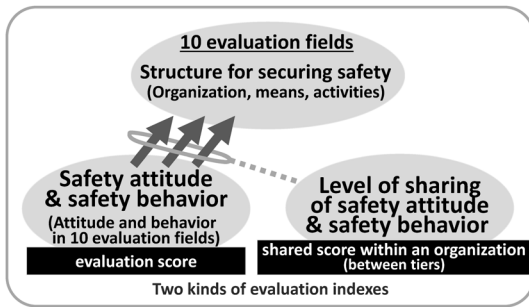 10 evaluation fields
Structure for securing safety
(Organization, means, activities)
Safety attitude
& safety behavior
(Attitude and behavior
in 10 evaluation fields)
evaluation score
Level of sharing
of safety attitude
& safety behavior
shared score within an organization
(between tiers)
Two kinds of evaluation indexes